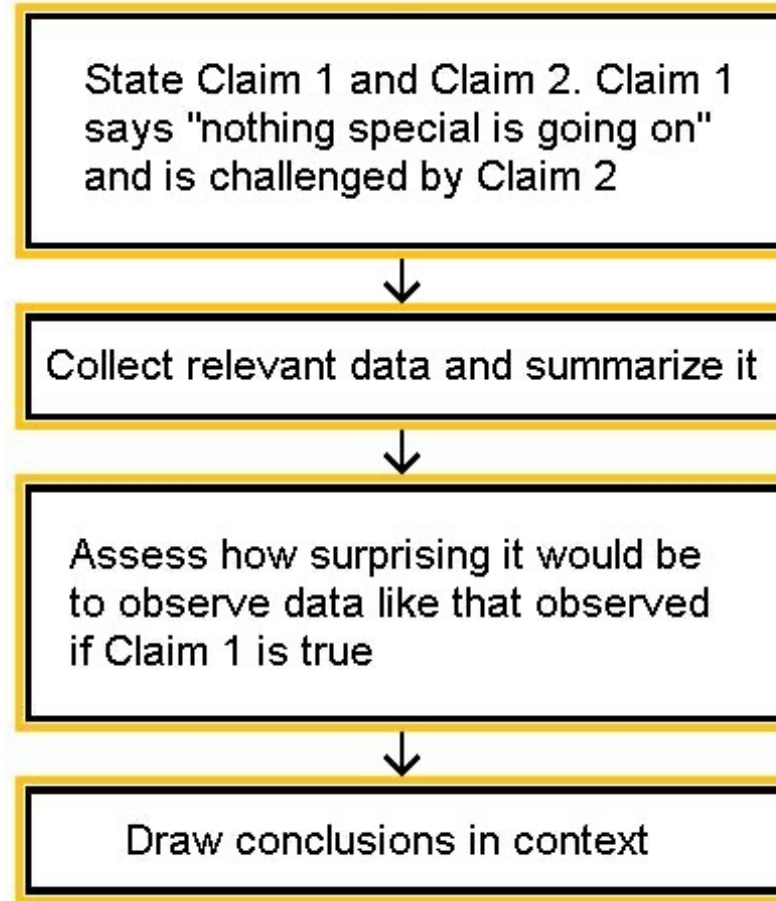 State Claim 1 and Claim 2. Claim 1
says "nothing special is going on"
and is challenged by Claim 2
Collect relevant data and summarize it
Assess how surprising it would be
to observe data like that observed
if Claim 1 is true
Draw conclusions in context